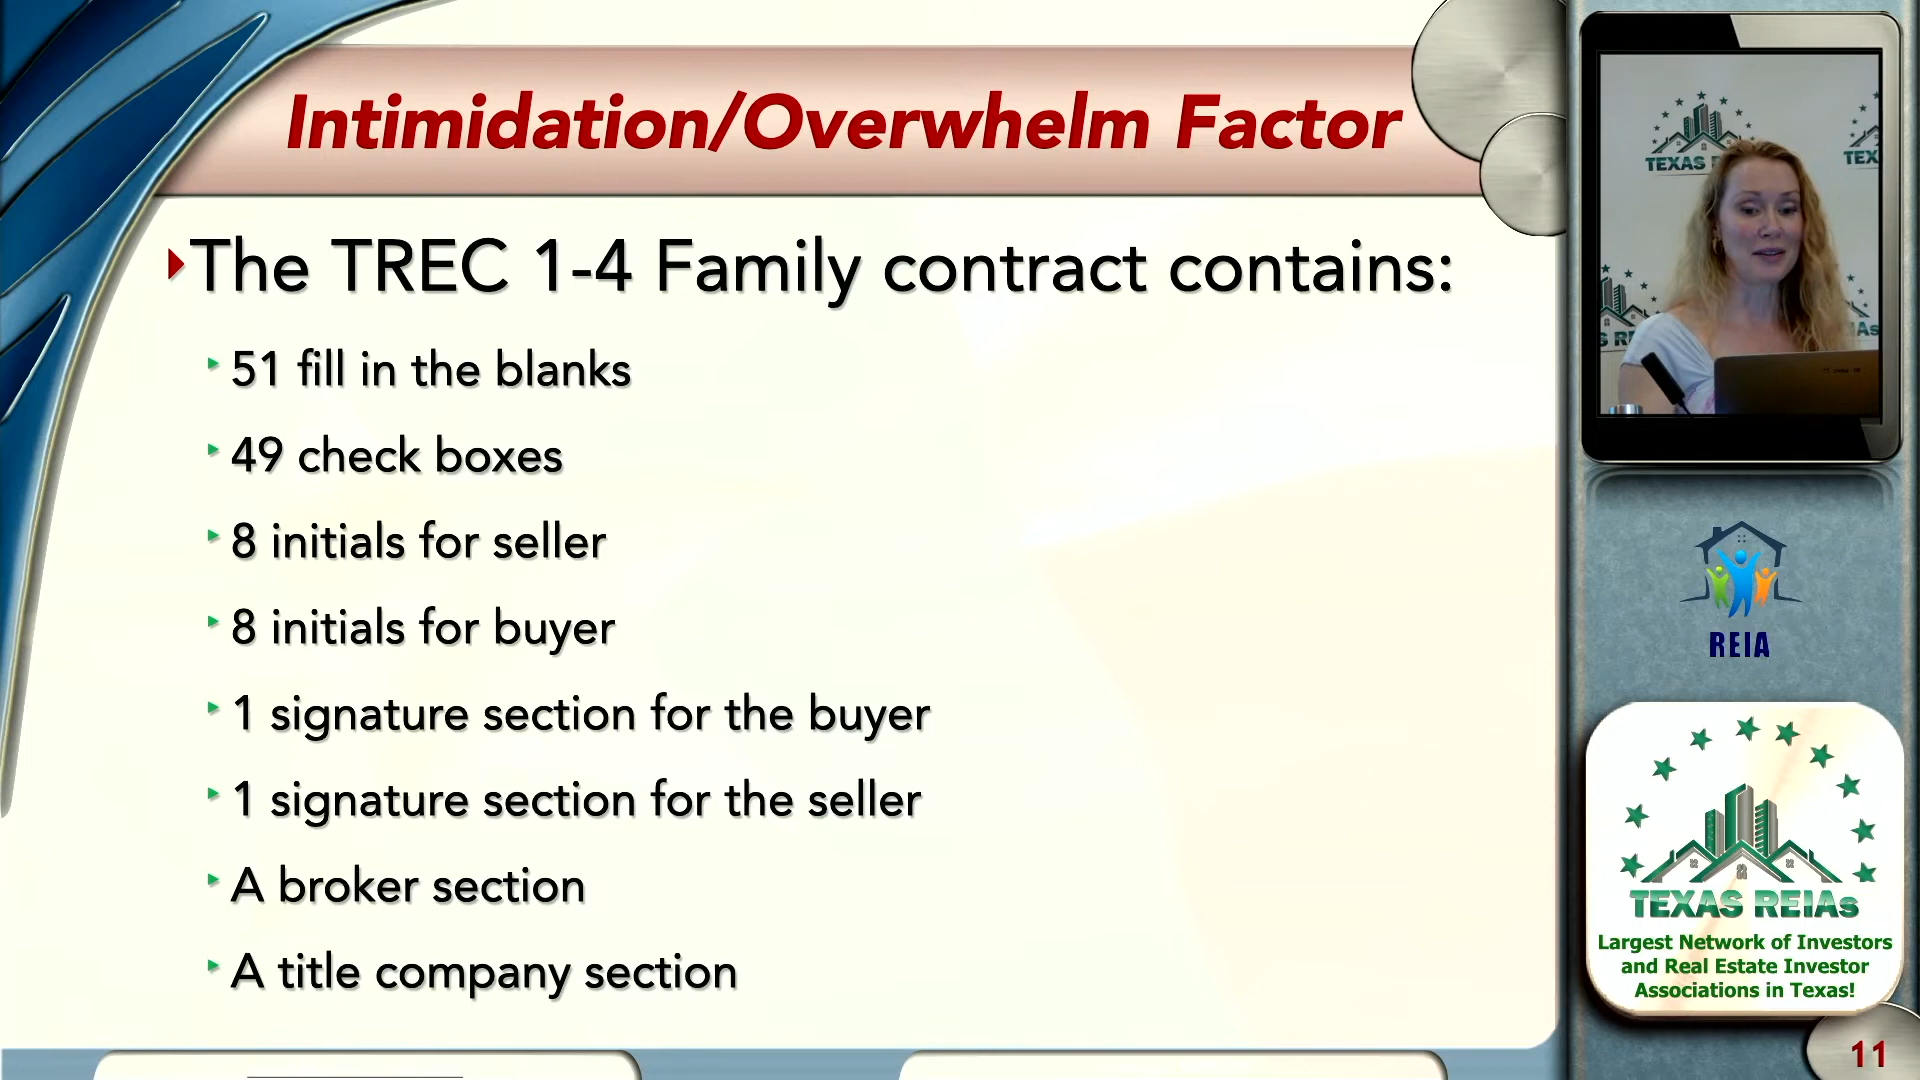 Intimidation/Overwhelm Factor
The TREC 1-4 Family contract contains:
51 fill in the blanks
49 check boxes
8 initials for seller
8 initials for buyer
1 signature section for the buyer
1 signature section for the seller
A broker section
A title company section
TEXAS
TEX
REIA
TEXAS REIAs
Largest Network of Investors
and Real Estate Investor
Associations in Texas!
11